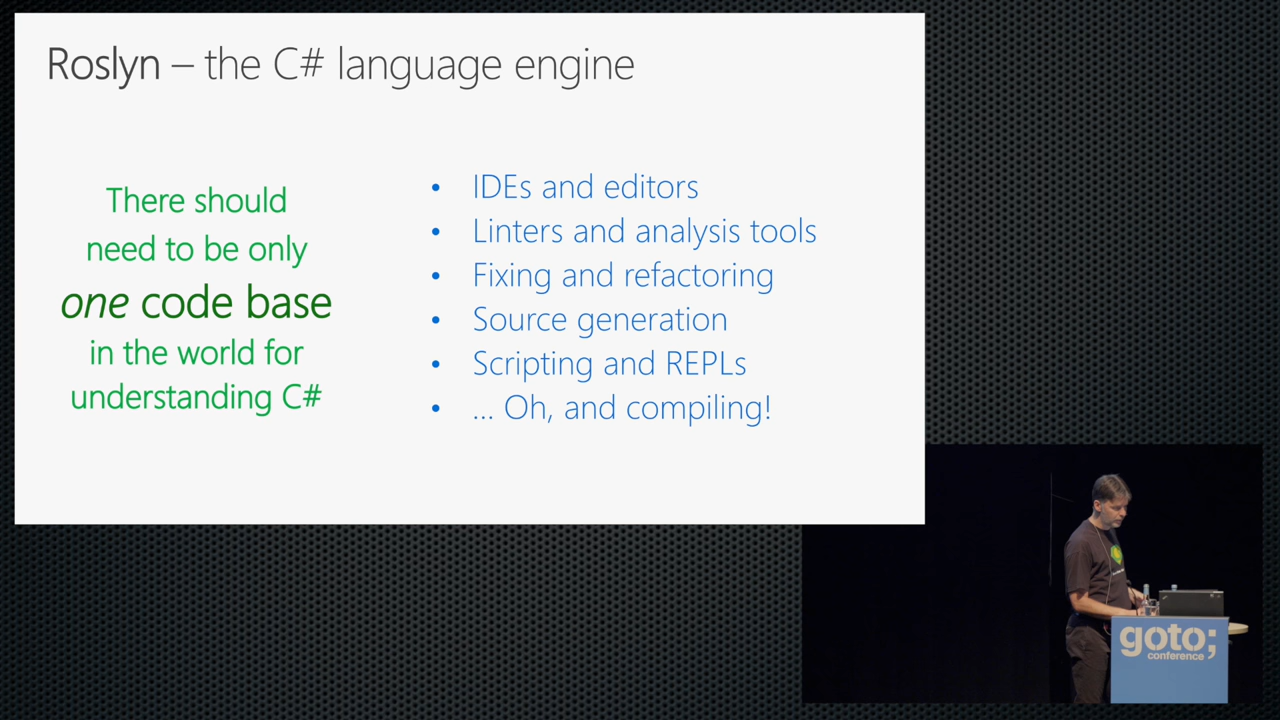 Roslyn – the C# language engine
There should
need to be only
one code base
in the world for
understanding C#
• IDEs and editors
• Linters and analysis tools
• Fixing and refactoring
• Source generation
• Scripting and REPLs
• ... Oh, and compiling!
goto;
conference